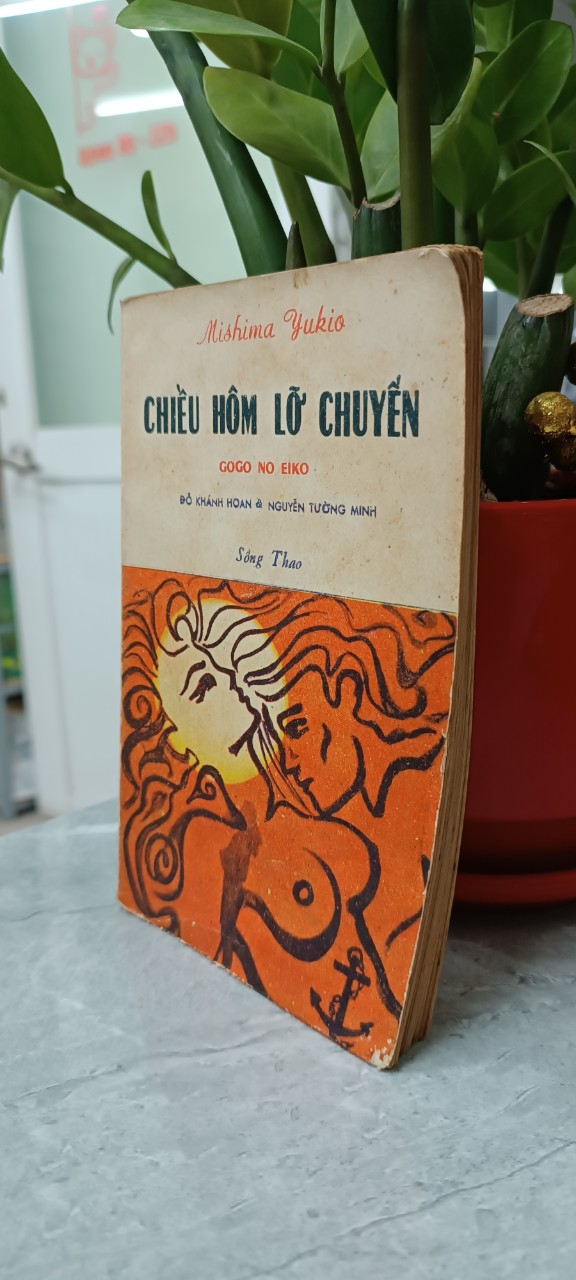 Mishima Yukio
CHIỀU HÔM LỠ CHUYẾN
GOGO NO EIKO
ĐỖ KHÁNH HOAN & NGUYỄN TƯỜNG MINH
Sông Thao